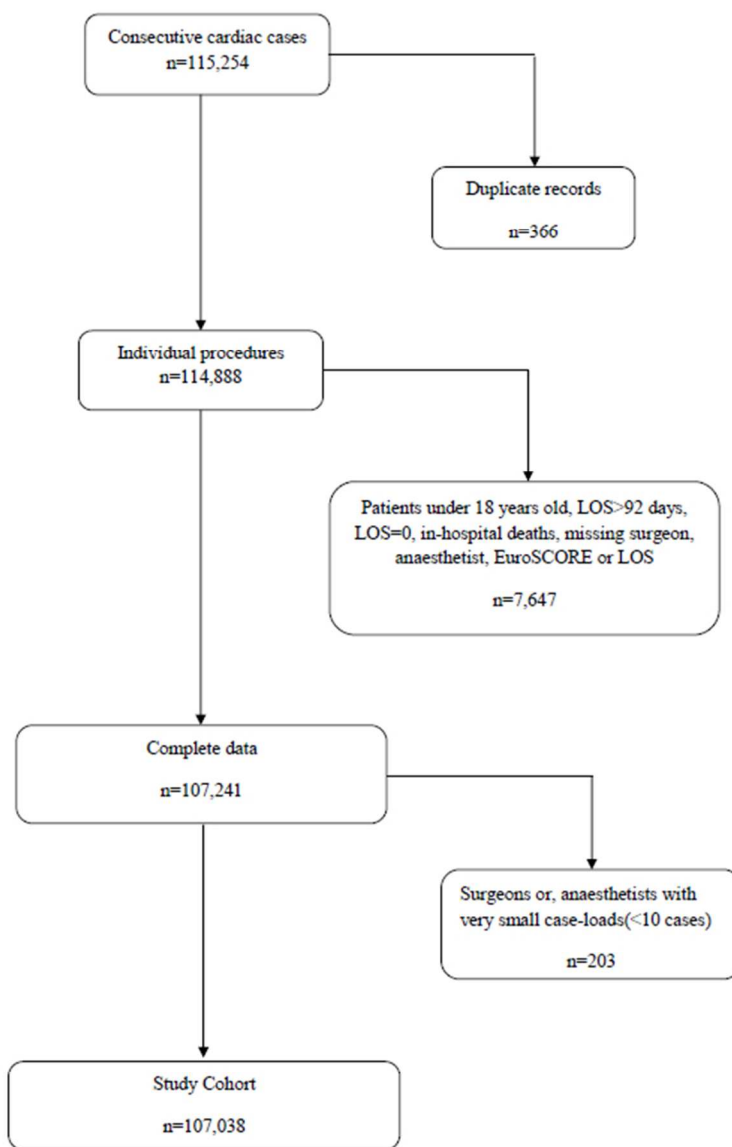 Consecutive cardiac cases
n=115,254
Duplicate records
n=366
Individual procedures
n=114,888
Patients under 18 years old, LOS>92 days,
LOS=0, in-hospital deaths, missing surgeon,
anaesthetist, EuroSCORE or LOS
n=7,647
Complete data
n=107,241
Surgeons or, anaesthetists with
very small case-loads(<10 cases)
n=203
Study Cohort
n=107,038